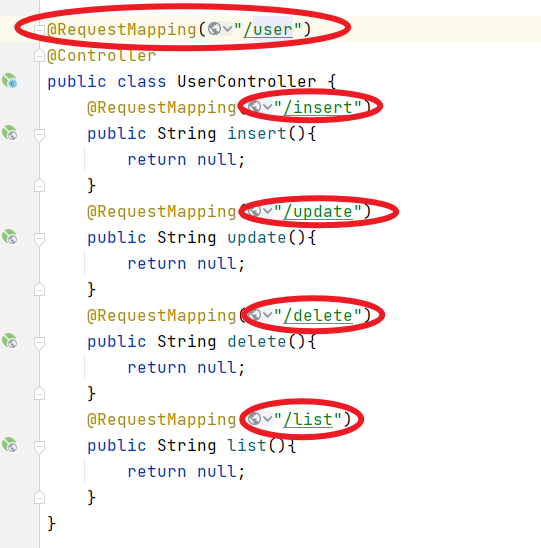 @RequestMapping("/user")
@Controller
public class UserController {
@RequestMapping("/insert")
public String insert(){
return null;
}
@RequestMapping("/update")
public String update(){
return null;
}
@RequestMapping("/delete")
public String delete(){
return null;
}
@RequestMapping("/list")
public String list(){
return null;
}
}